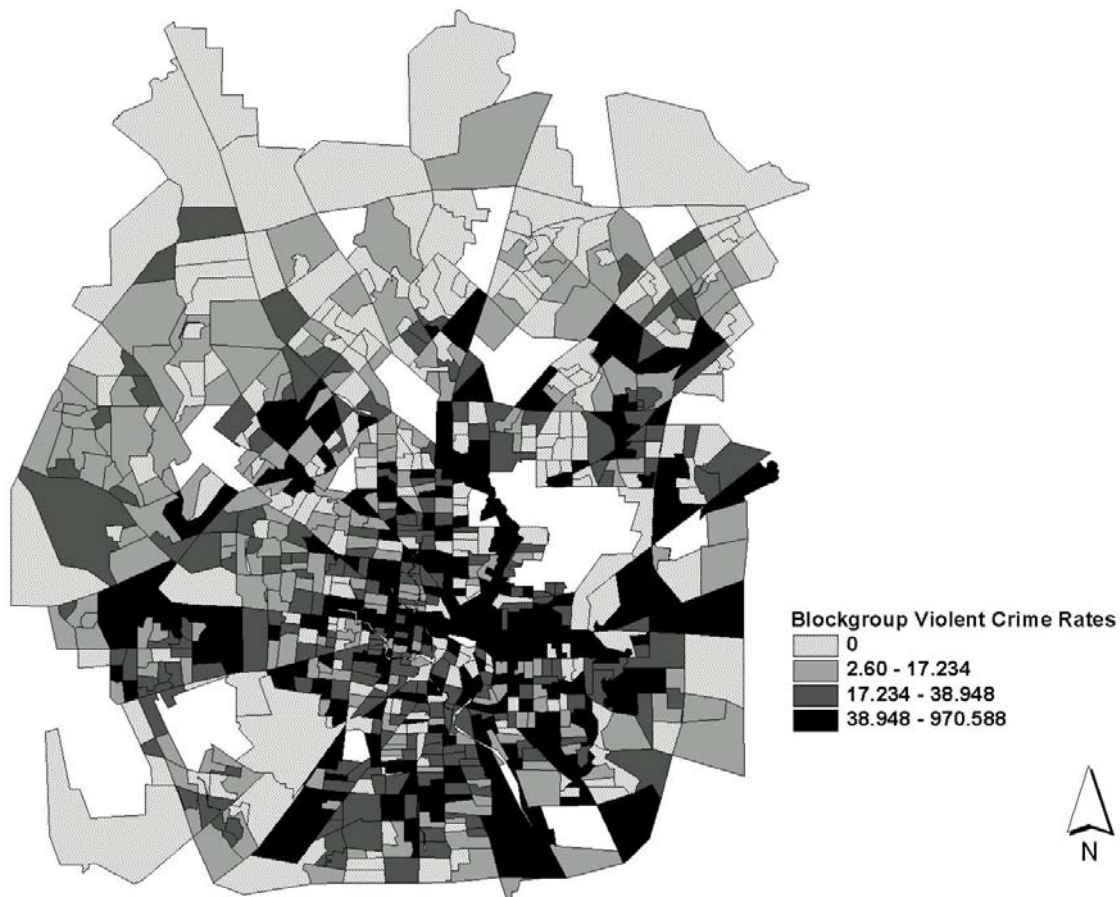 Blockgroup Violent Crime Rates
0
2.60 - 17.234
17.234 - 38.948
38.948 - 970.588
N